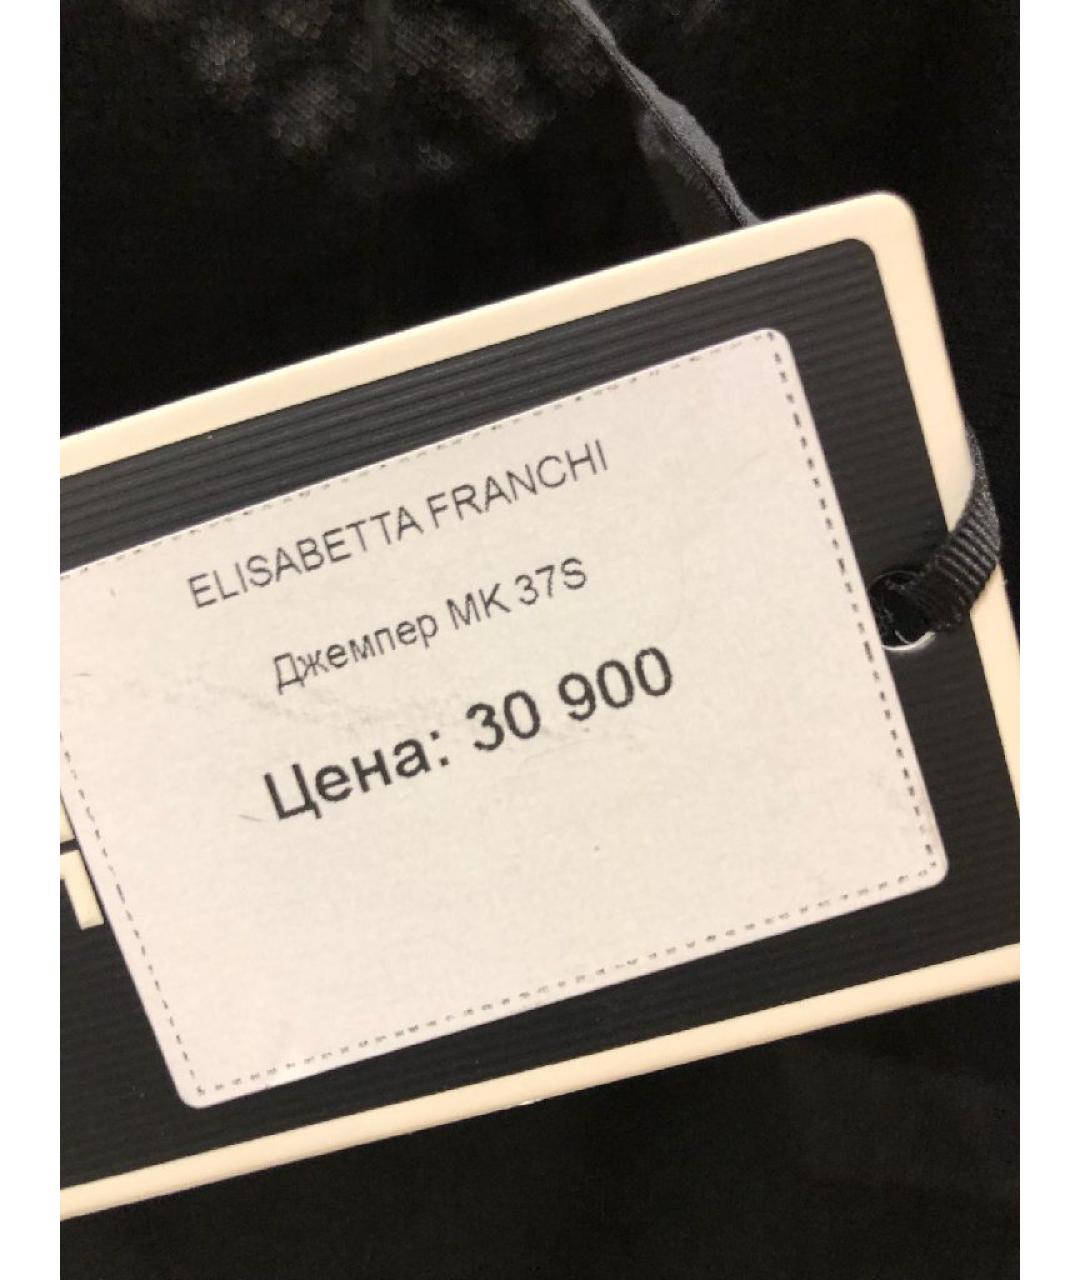 ELISABETTA FRANCHI
Джемпер MK 37S
Цена: 30 900